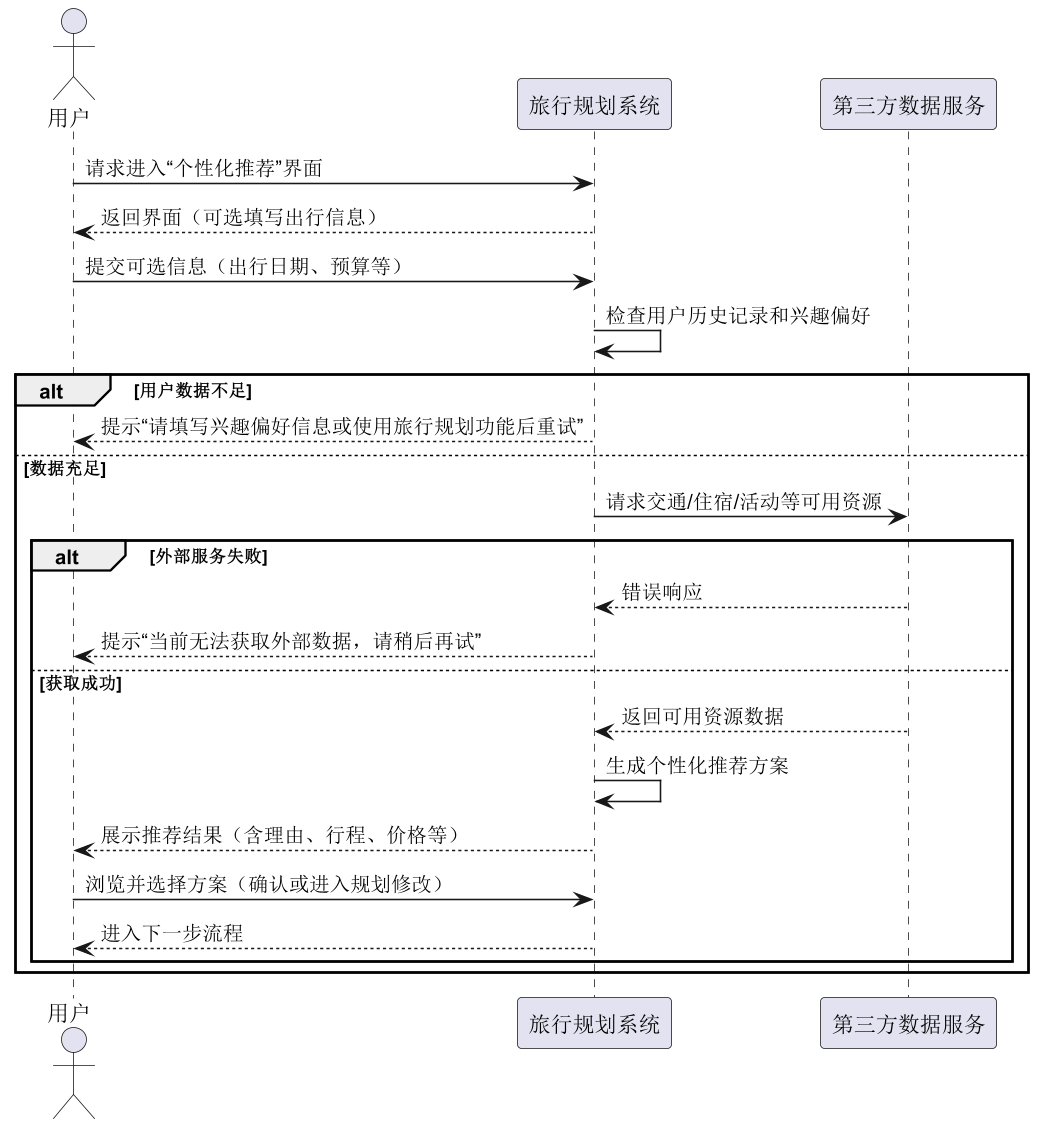 用户
旅行规划系统
第三方数据服务
请求进入“个性化推荐”界面
返回界面（可选填写出行信息）
提交可选信息（出行日期、预算等）
检查用户历史记录和兴趣偏好
alt [用户数据不足]
提示“请填写兴趣偏好信息或使用旅行规划功能后重试”
[数据充足]
请求交通/住宿/活动等可用资源
alt [外部服务失败]
错误响应
提示“当前无法获取外部数据，请稍后再试”
[获取成功]
返回可用资源数据
生成个性化推荐方案
展示推荐结果（含理由、行程、价格等）
浏览并选择方案（确认或进入规划修改）
进入下一步流程
用户
旅行规划系统
第三方数据服务